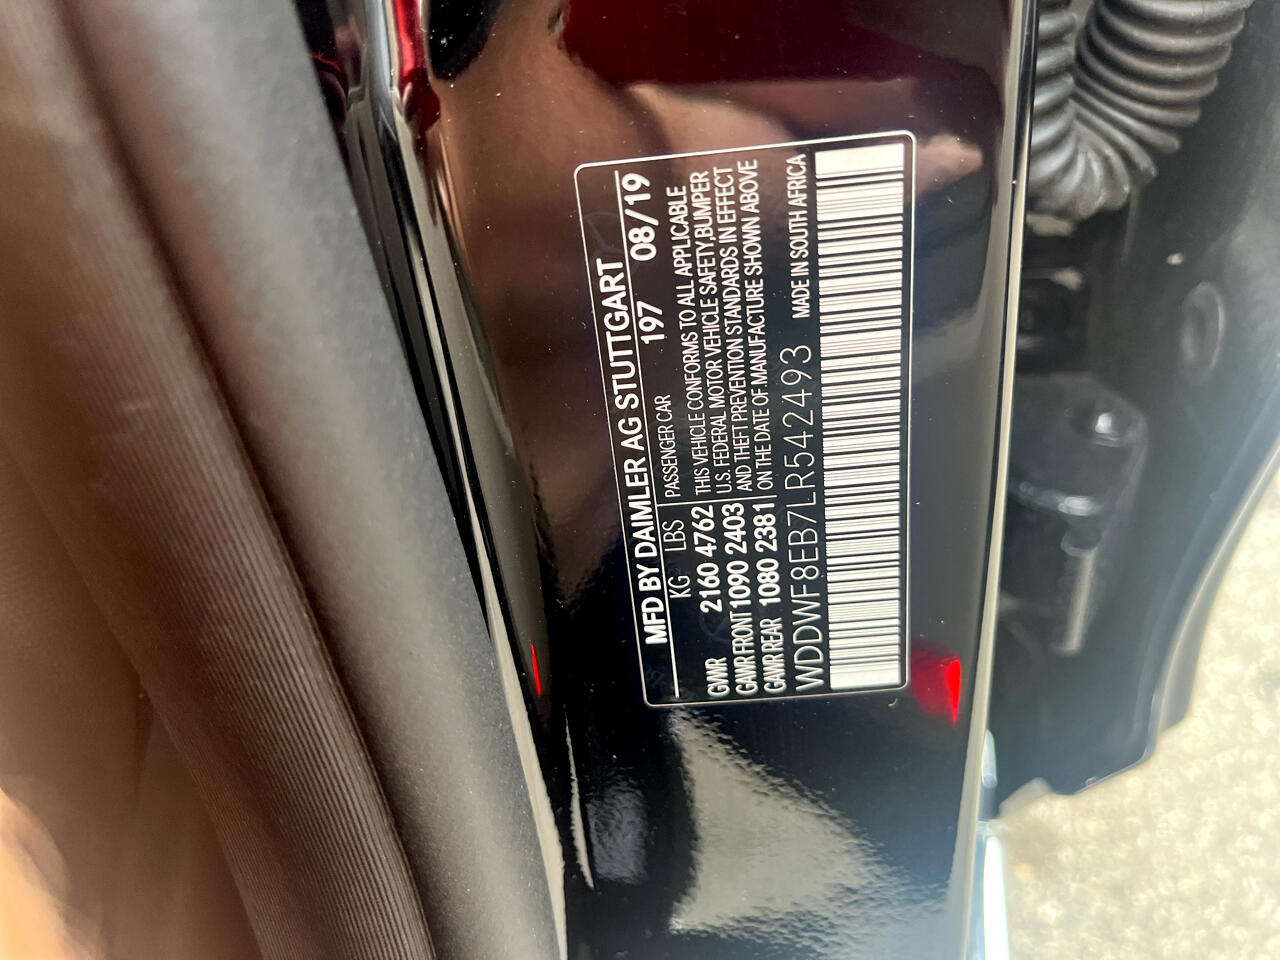 MFD BY DAIMLER AG STUTTGART
197 08/19
KG LBS PASSENGER CAR
GVWR 2160 4762
GAWR FRONT 1090 2403
GAWR REAR 1080 2381
THIS VEHICLE CONFORMS TO ALL APPLICABLE
U.S. FEDERAL MOTOR VEHICLE SAFETY, BUMPER
AND THEFT PREVENTION STANDARDS IN EFFECT
ON THE DATE OF MANUFACTURE SHOWN ABOVE
WDDWF8EB7LR542493 MADE IN SOUTH AFRICA